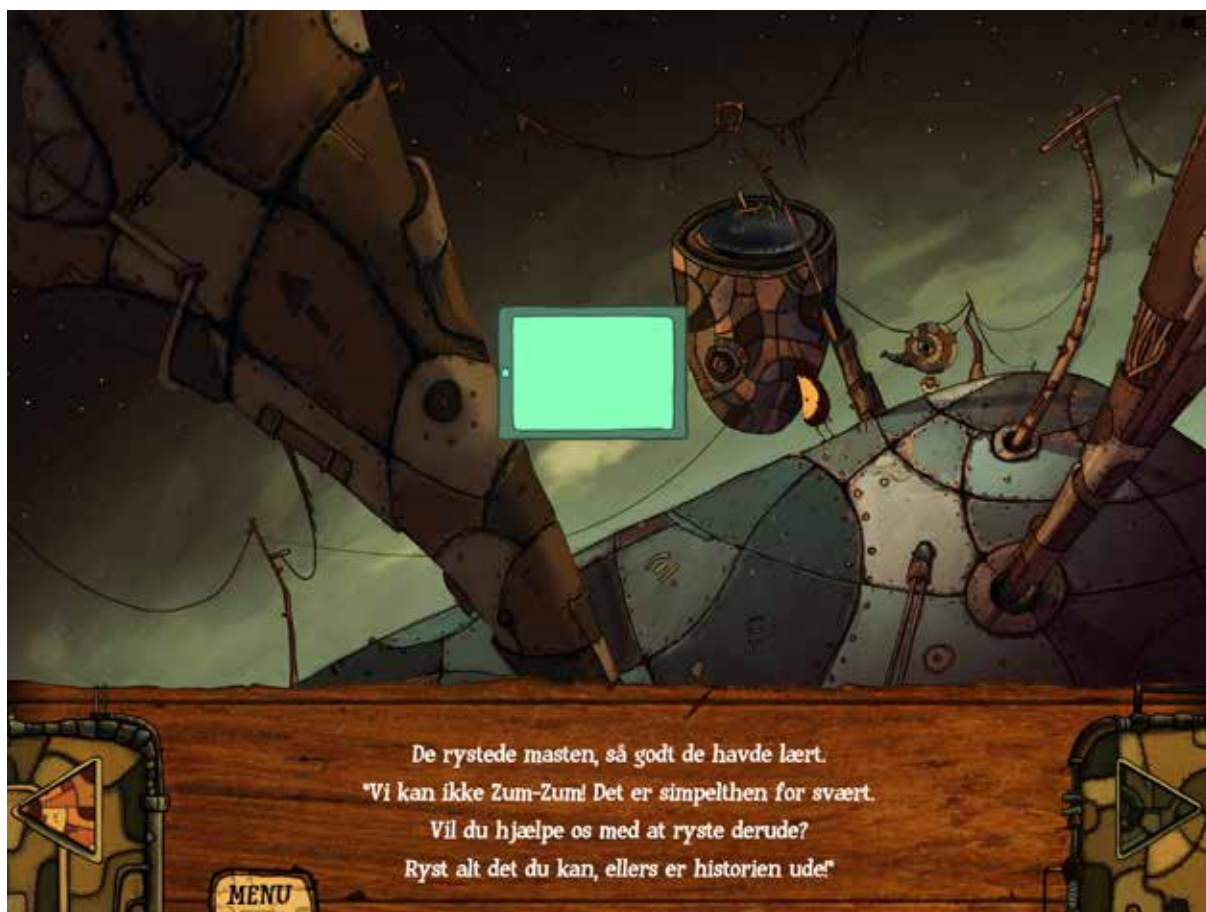 De rystede masten, så godt de havde lært.
"Vi kan ikke Zum-Zum! Det er simpelthen for svært.
Vil du hjælpe os med at ryste derude?
Ryst alt det du kan, ellers er historien ude!"
MENU